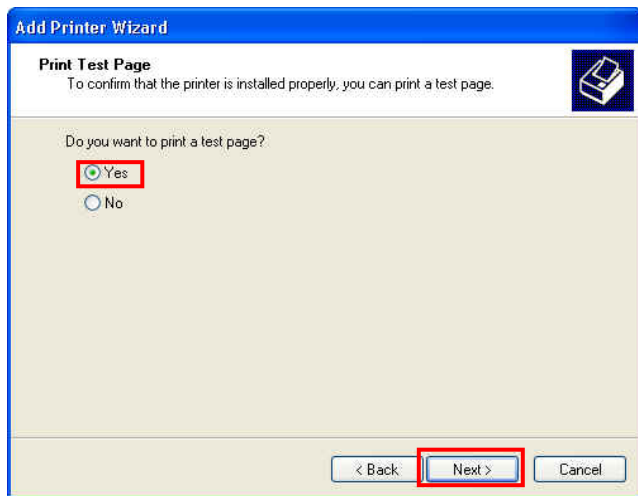 Add Printer Wizard
Print Test Page
To confirm that the printer is installed properly, you can print a test page.
Do you want to print a test page?
Yes
No
< Back
Next >
Cancel